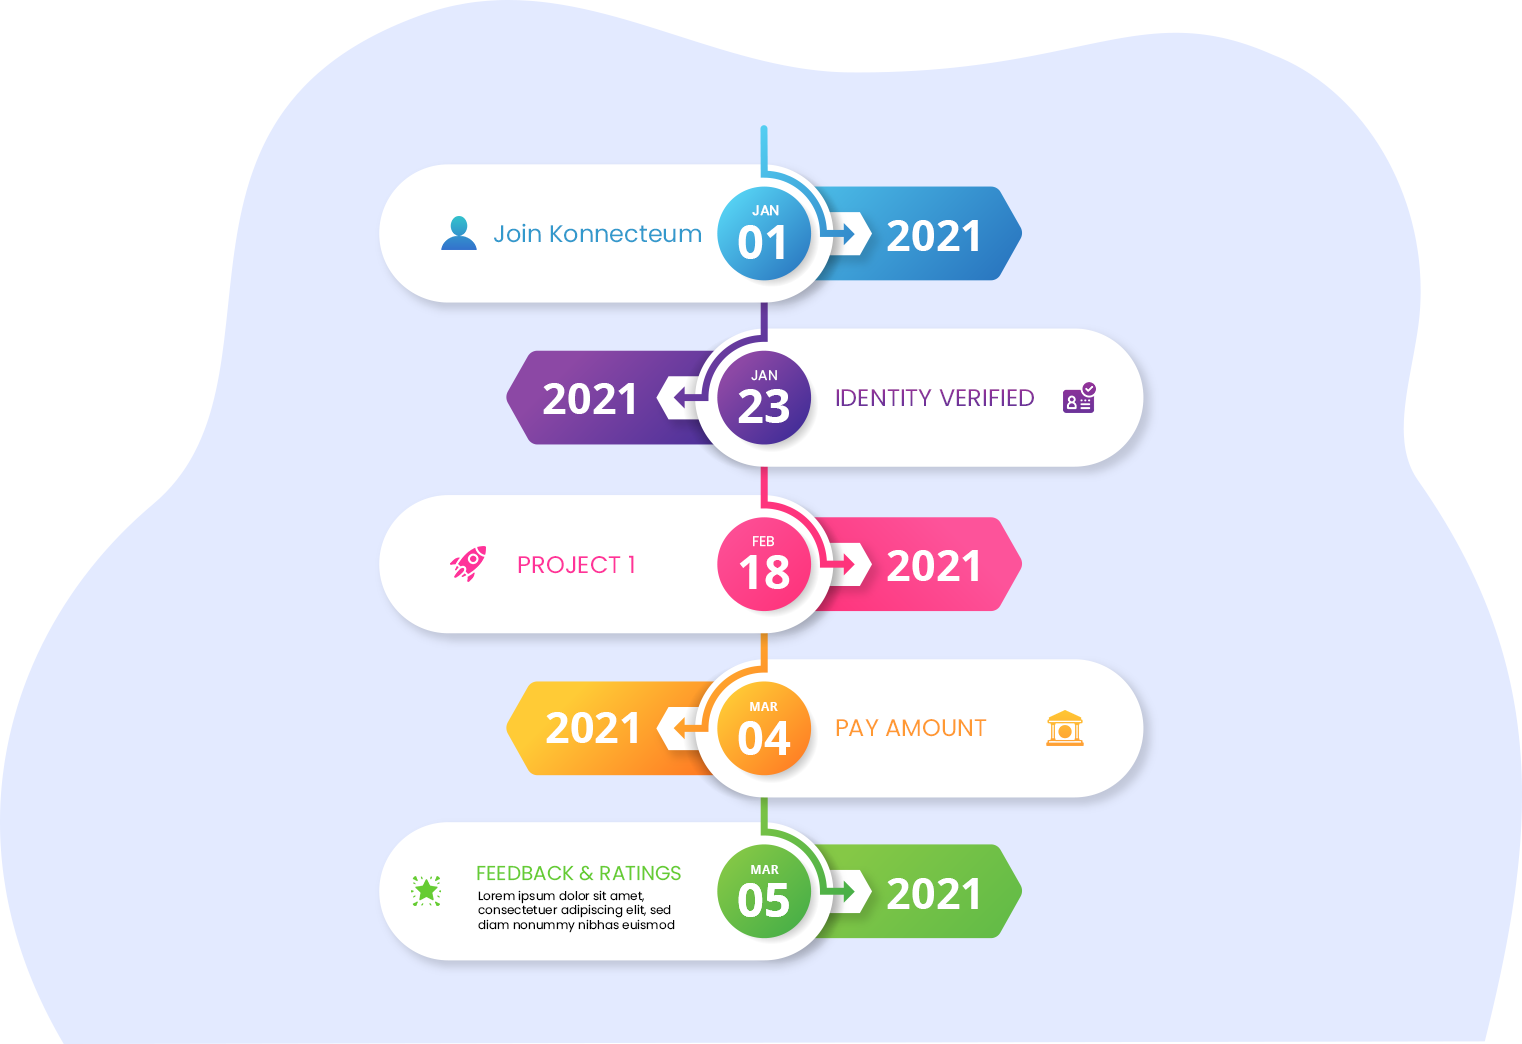 Join Konnecteum
JAN
01
2021
2021
JAN
23
IDENTITY VERIFIED
PROJECT 1
FEB
18
2021
2021
MAR
04
PAY AMOUNT
FEEDBACK & RATINGS
Lorem ipsum dolor sit amet,
consectetuer adipiscing elit, sed
diam nonummy nibhas euismod
MAR
05
2021